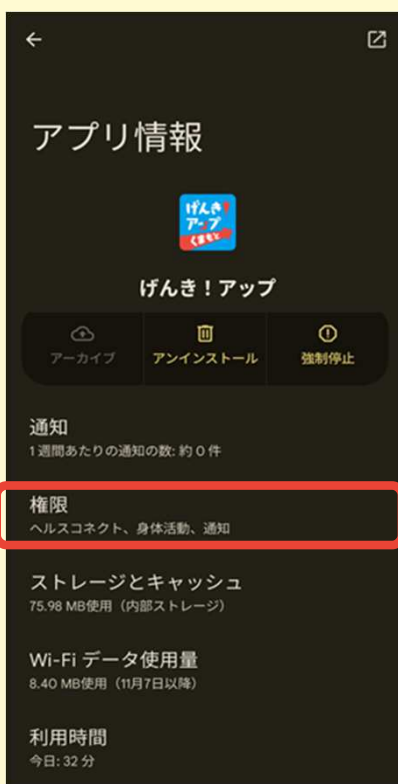 アプリ情報
げんき!
アップ
くまもと
げんき！アップ
アーカイブ
アンインストール
強制停止
通知
1 週間あたりの通知の数: 約 0 件
権限
ヘルスコネクト、身体活動、通知
ストレージとキャッシュ
75.98 MB使用（内部ストレージ）
Wi-Fi データ使用量
8.40 MB使用（11月7日以降）
利用時間
今日: 32 分